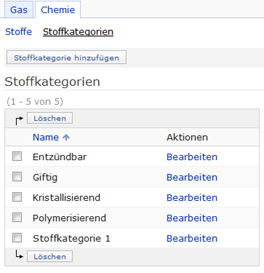 Gas Chemie
Stoffe Stoffkategorien
Stoffkategorie hinzufügen
Stoffkategorien
(1 - 5 von 5)
Löschen
Name Aktionen
Entzündbar Bearbeiten
Giftig Bearbeiten
Kristallisierend Bearbeiten
Polymerisierend Bearbeiten
Stoffkategorie 1 Bearbeiten
Löschen